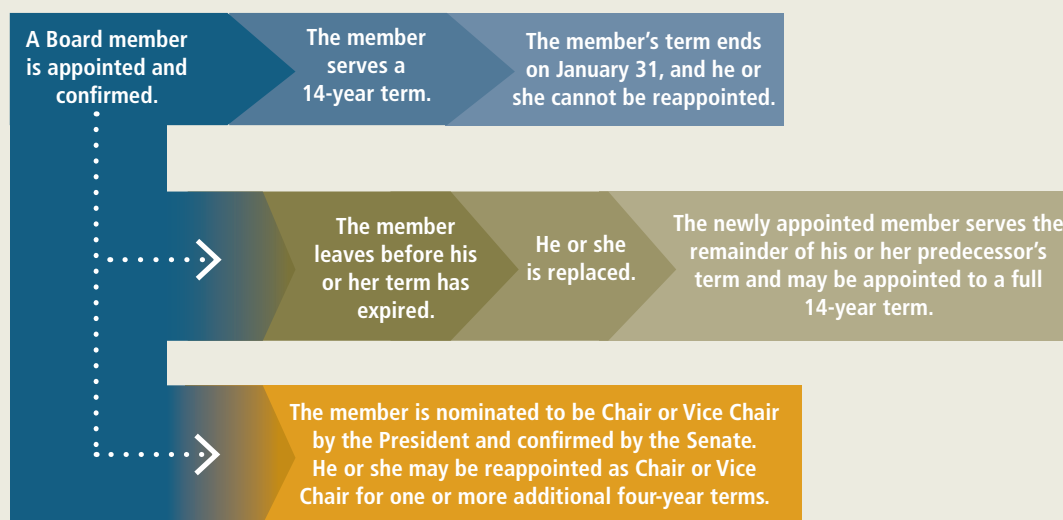 A Board member
is appointed and
confirmed.
The member
serves a
14-year term.
The member’s term ends
on January 31, and he or
she cannot be reappointed.
The member
leaves before his
or her term has
expired.
He or she
is replaced.
The newly appointed member serves the
remainder of his or her predecessor’s
term and may be appointed to a full
14-year term.
The member is nominated to be Chair or Vice Chair
by the President and confirmed by the Senate.
He or she may be reappointed as Chair or Vice
Chair for one or more additional four-year terms.